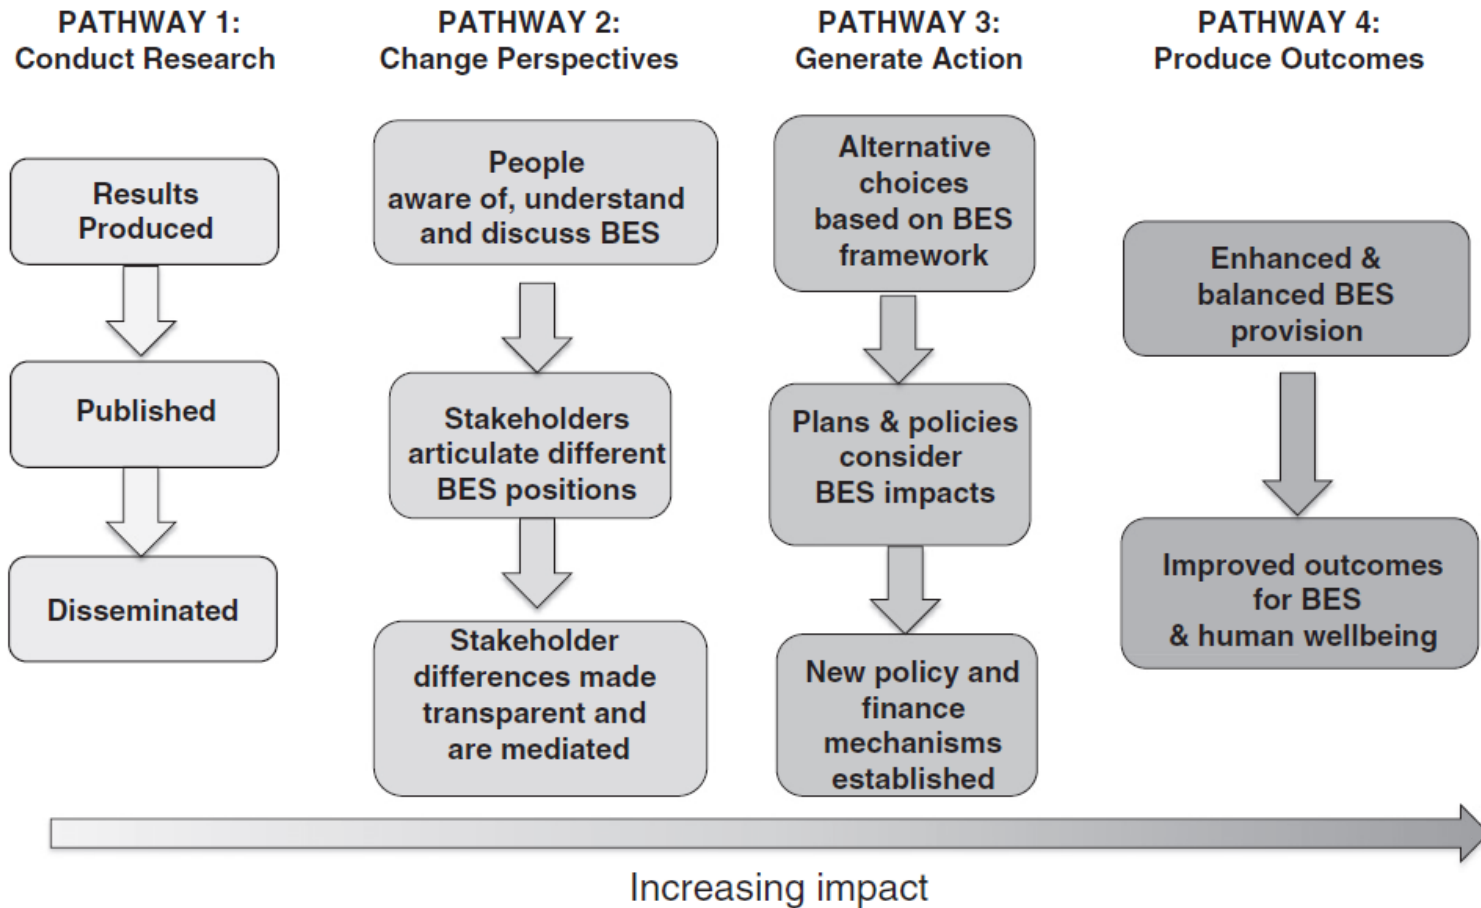 PATHWAY 1:
Conduct Research
Results
Produced
Published
Disseminated
PATHWAY 2:
Change Perspectives
People
aware of, understand
and discuss BES
Stakeholders
articulate different
BES positions
Stakeholder
differences made
transparent and
are mediated
PATHWAY 3:
Generate Action
Alternative
choices
based on BES
framework
Plans & policies
consider
BES impacts
New policy and
finance
mechanisms
established
PATHWAY 4:
Produce Outcomes
Enhanced &
balanced BES
provision
Improved outcomes
for BES
& human wellbeing
Increasing impact